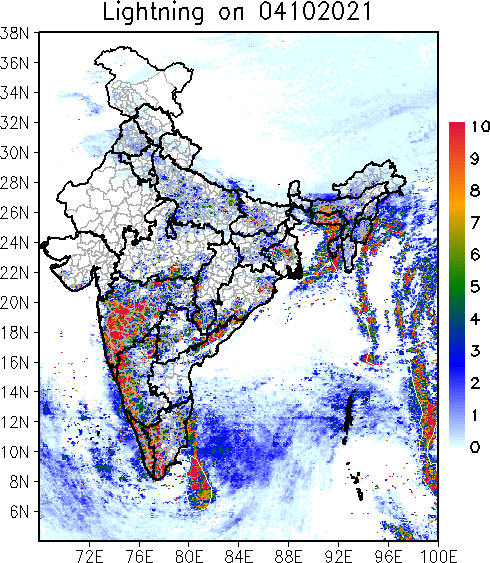 Lightning on 04102021
38N
36N
34N
32N
30N
28N
26N
24N
22N
20N
18N
16N
14N
12N
10N
8N
6N
72E 76E 80E 84E 88E 92E 96E 100E
10
9
8
7
6
5
4
3
2
1
0